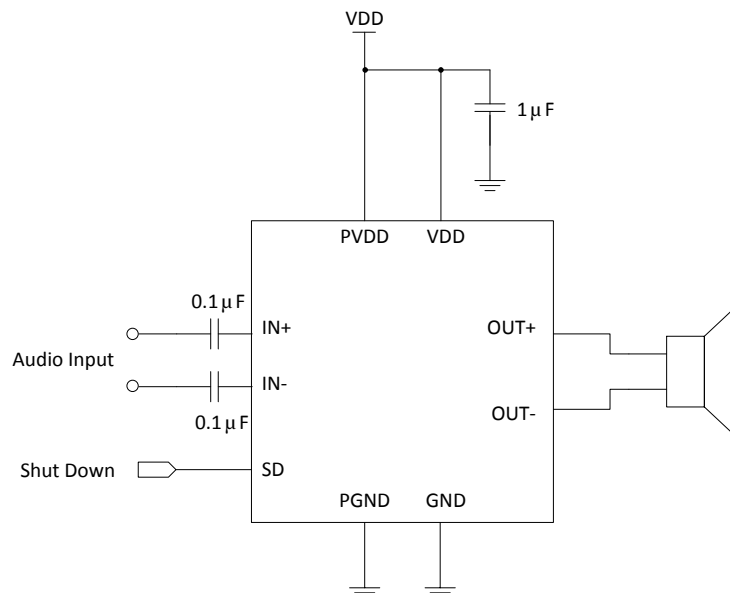 VDD
1μF
PVDD VDD
0.1μF
IN+
OUT+
Audio Input
IN-
OUT-
0.1μF
Shut Down
SD
PGND GND